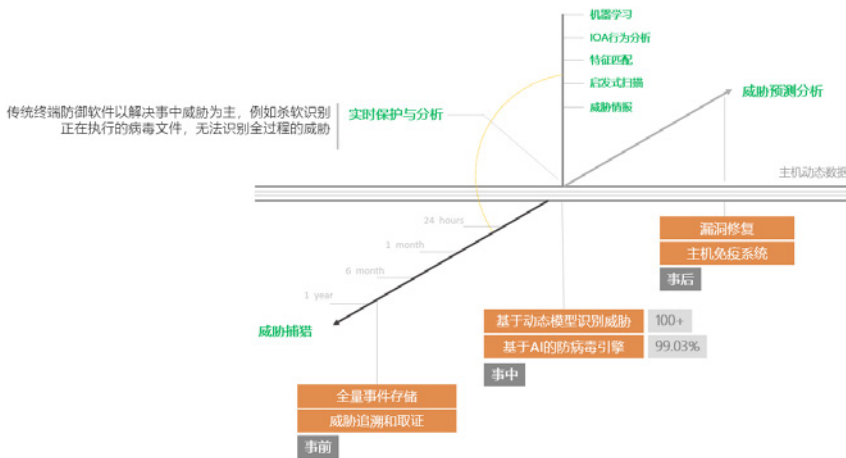 机器学习
IOA行为分析
特征匹配
启发式扫描
威胁情报
威胁预测分析
传统终端防御软件以解决事中威胁为主，例如杀软识别
正在执行的病毒文件，无法识别全过程的威胁
实时保护与分析
主机动态数据
24 hours
1 month
6 month
1 year
威胁捕猎
漏洞修复
主机免疫系统
事后
基于动态模型识别威胁
100+
基于AI的防病毒引擎
99.03%
事中
全量事件存储
威胁追溯和取证
事前